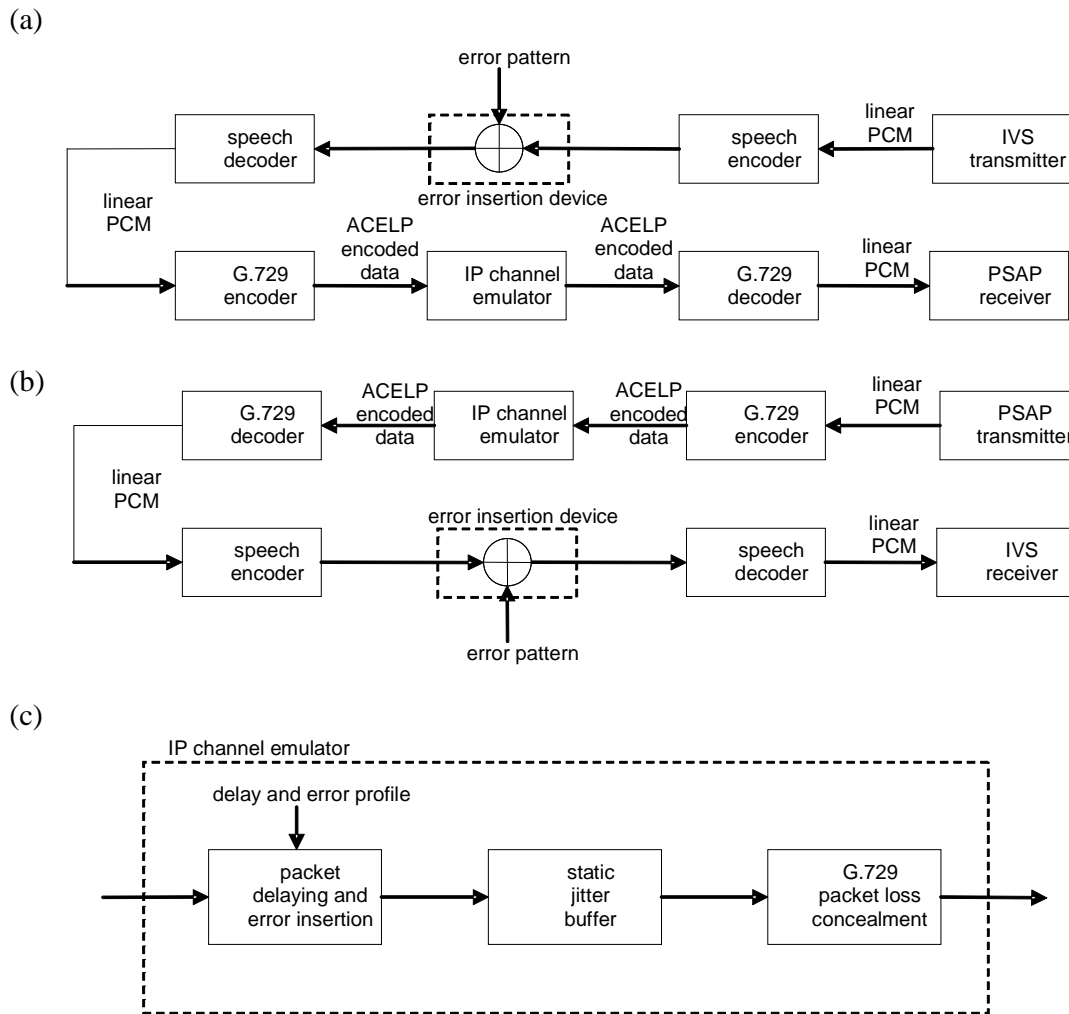 (a)
error pattern
speech
decoder
error insertion device
speech
encoder
linear
PCM
IVS
transmitter
linear
PCM
G.729
encoder
ACELP
encoded
data
IP channel
emulator
ACELP
encoded
data
G.729
decoder
linear
PCM
PSAP
receiver
(b)
G.729
decoder
ACELP
encoded
data
IP channel
emulator
ACELP
encoded
data
G.729
encoder
linear
PCM
PSAP
transmitter
linear
PCM
speech
encoder
error insertion device
error pattern
speech
decoder
linear
PCM
IVS
receiver
(c)
IP channel emulator
delay and error profile
packet
delaying and
error insertion
static
jitter
buffer
G.729
packet loss
concealment